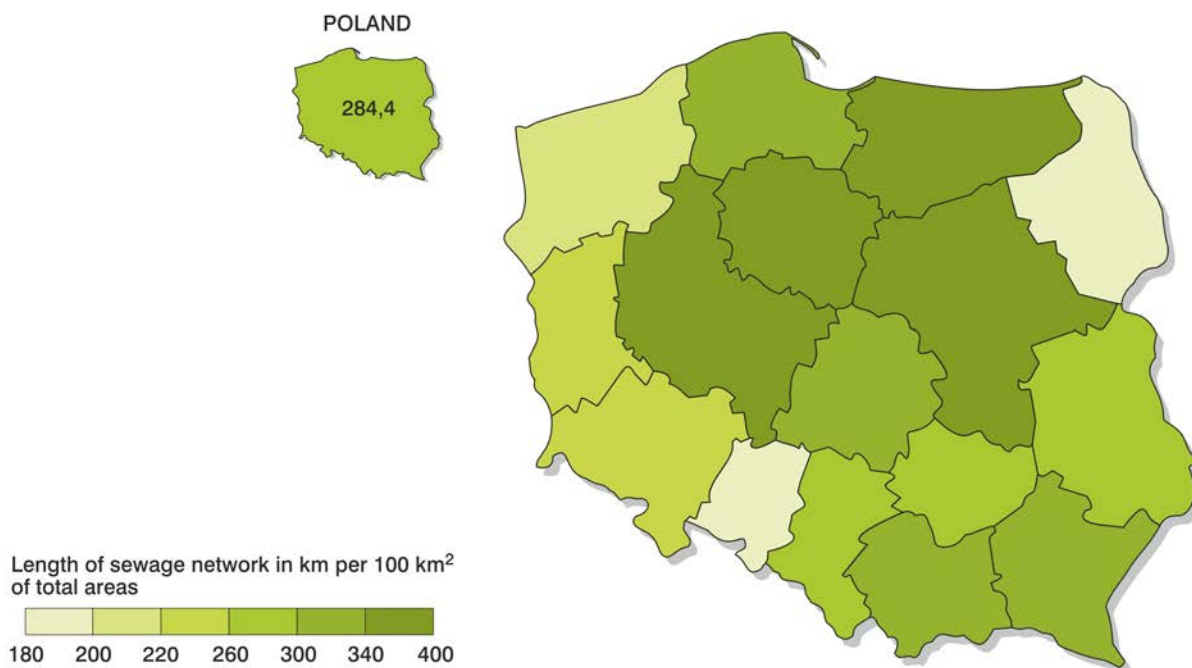 POLAND
284,4
Length of sewage network in km per 100 km²
of total areas
180 200 220 260 300 340 400